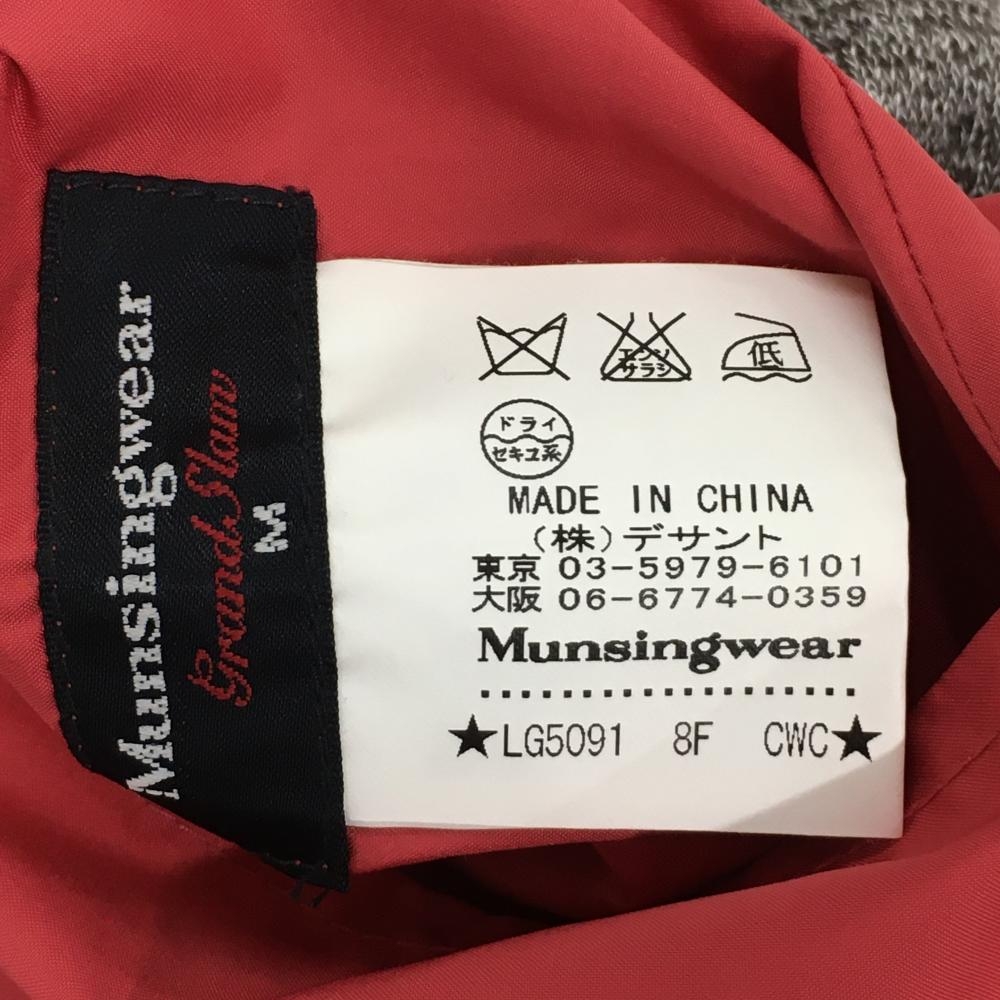 Munsingwear
Grand Slam
M
エンソ
サラシ
低
ドライ
セキユ系
MADE IN CHINA
(株)デサント
東京 03-5979-6101
大阪 06-6774-0359
Munsingwear
★LG5091 8F CWC★